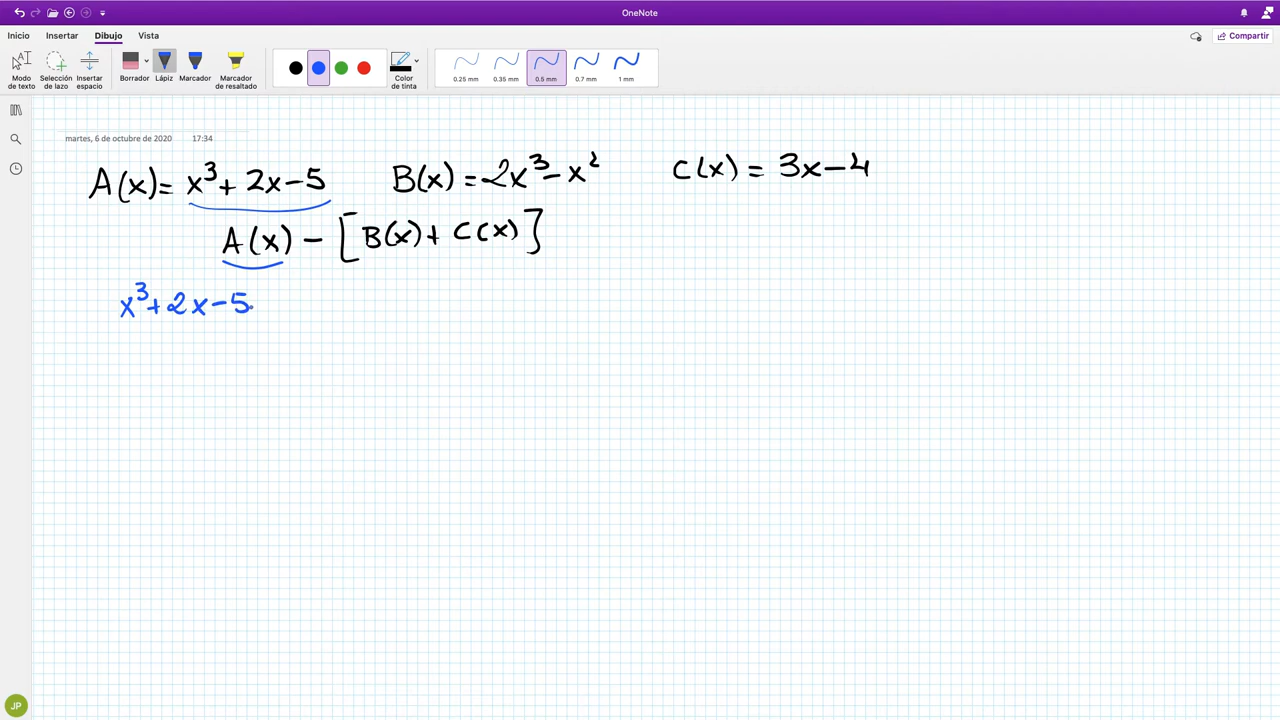 OneNote
Inicio Insertar Dibujo Vista
Compartir
Modo de texto Selección de lazo Insertar espacio Borrador Lápiz Marcador Marcador de resaltado Color de tinta 0.25 mm 0.35 mm 0.5 mm 0.7 mm 1 mm
martes, 6 de octubre de 2020 17:34
A(x)= x³+ 2x-5 B(x)=2x³-x² C(x)= 3x-4
A(x) - [B(x)+ C(x)]
x³+2x-5
JP